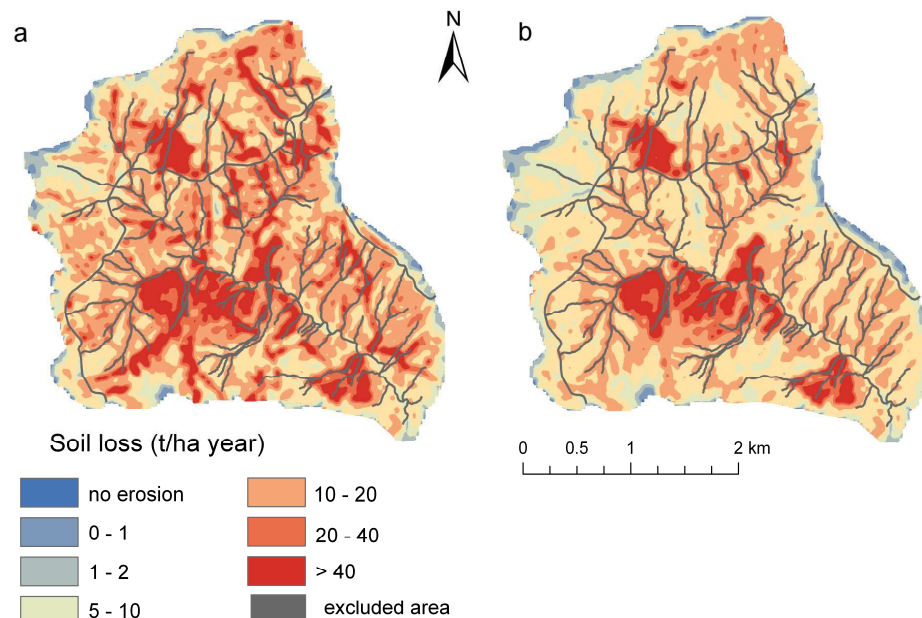 a
N
b
Soil loss (t/ha year)
no erosion
0 - 1
1 - 2
5 - 10
10 - 20
20 - 40
> 40
excluded area
0 0.5 1 2 km